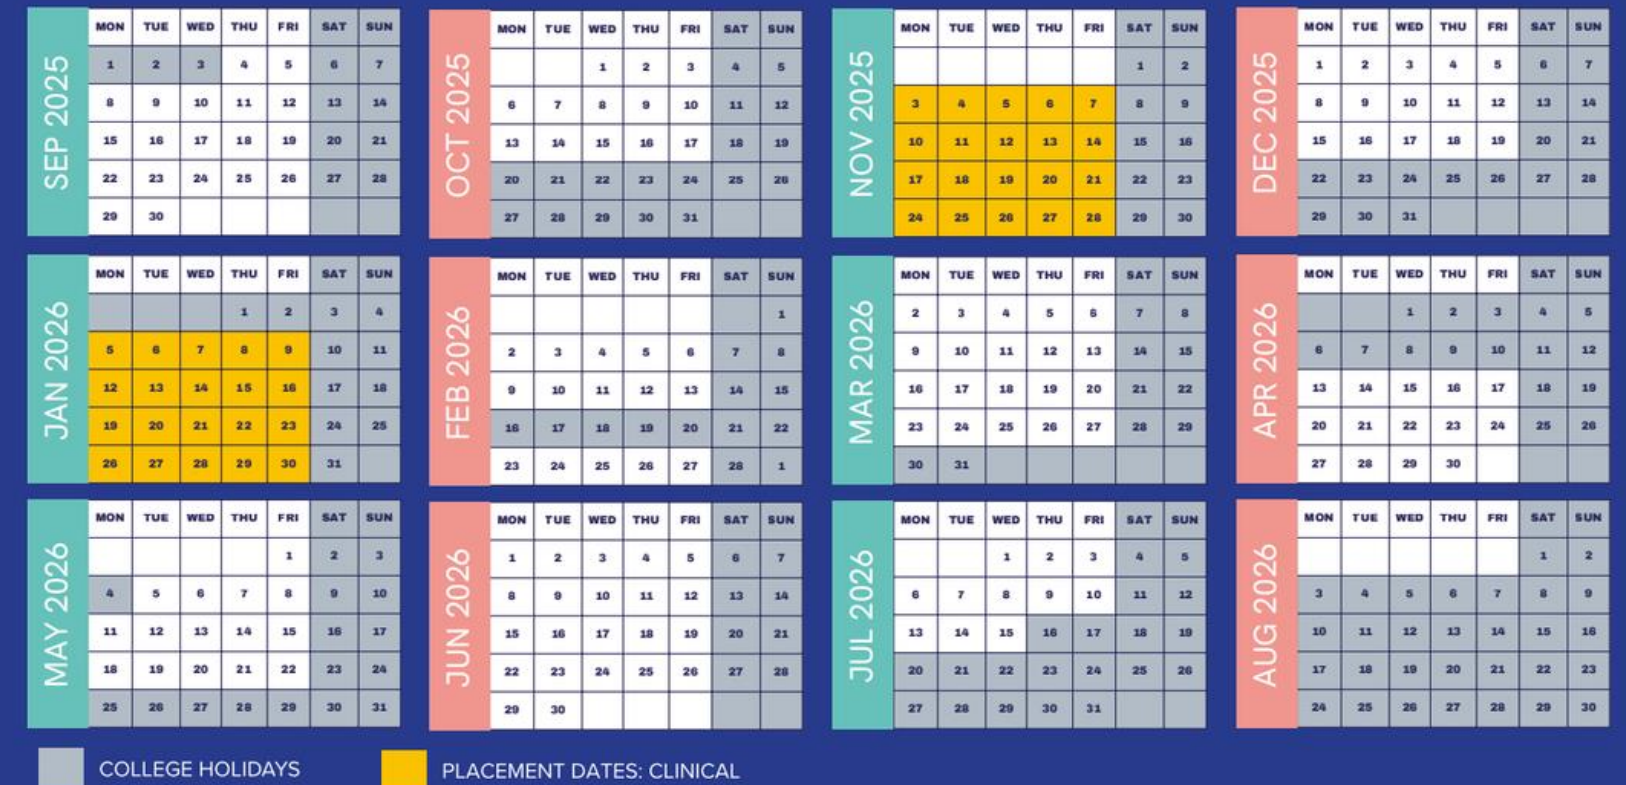 SEP 2025
MON TUE WED THU FRI SAT SUN
1 2 3 4 5 6 7
8 9 10 11 12 13 14
15 16 17 18 19 20 21
22 23 24 25 26 27 28
29 30
OCT 2025
MON TUE WED THU FRI SAT SUN
1 2 3 4 5
6 7 8 9 10 11 12
13 14 15 16 17 18 19
20 21 22 23 24 25 26
27 28 29 30 31
NOV 2025
MON TUE WED THU FRI SAT SUN
1 2
3 4 5 6 7 8 9
10 11 12 13 14 15 16
17 18 19 20 21 22 23
24 25 26 27 28 29 30
DEC 2025
MON TUE WED THU FRI SAT SUN
1 2 3 4 5 6 7
8 9 10 11 12 13 14
15 16 17 18 19 20 21
22 23 24 25 26 27 28
29 30 31
JAN 2026
MON TUE WED THU FRI SAT SUN
1 2 3 4
5 6 7 8 9 10 11
12 13 14 15 16 17 18
19 20 21 22 23 24 25
26 27 28 29 30 31
FEB 2026
MON TUE WED THU FRI SAT SUN
1
2 3 4 5 6 7 8
9 10 11 12 13 14 15
16 17 18 19 20 21 22
23 24 25 26 27 28 1
MAR 2026
MON TUE WED THU FRI SAT SUN
2 3 4 5 6 7 8
9 10 11 12 13 14 15
16 17 18 19 20 21 22
23 24 25 26 27 28 29
30 31
APR 2026
MON TUE WED THU FRI SAT SUN
1 2 3 4 5
6 7 8 9 10 11 12
13 14 15 16 17 18 19
20 21 22 23 24 25 26
27 28 29 30
MAY 2026
MON TUE WED THU FRI SAT SUN
1 2 3
4 5 6 7 8 9 10
11 12 13 14 15 16 17
18 19 20 21 22 23 24
25 26 27 28 29 30 31
JUN 2026
MON TUE WED THU FRI SAT SUN
1 2 3 4 5 6 7
8 9 10 11 12 13 14
15 16 17 18 19 20 21
22 23 24 25 26 27 28
29 30
JUL 2026
MON TUE WED THU FRI SAT SUN
1 2 3 4 5
6 7 8 9 10 11 12
13 14 15 16 17 18 19
20 21 22 23 24 25 26
27 28 29 30 31
AUG 2026
MON TUE WED THU FRI SAT SUN
1 2
3 4 5 6 7 8 9
10 11 12 13 14 15 16
17 18 19 20 21 22 23
24 25 26 27 28 29 30
COLLEGE HOLIDAYS
PLACEMENT DATES: CLINICAL